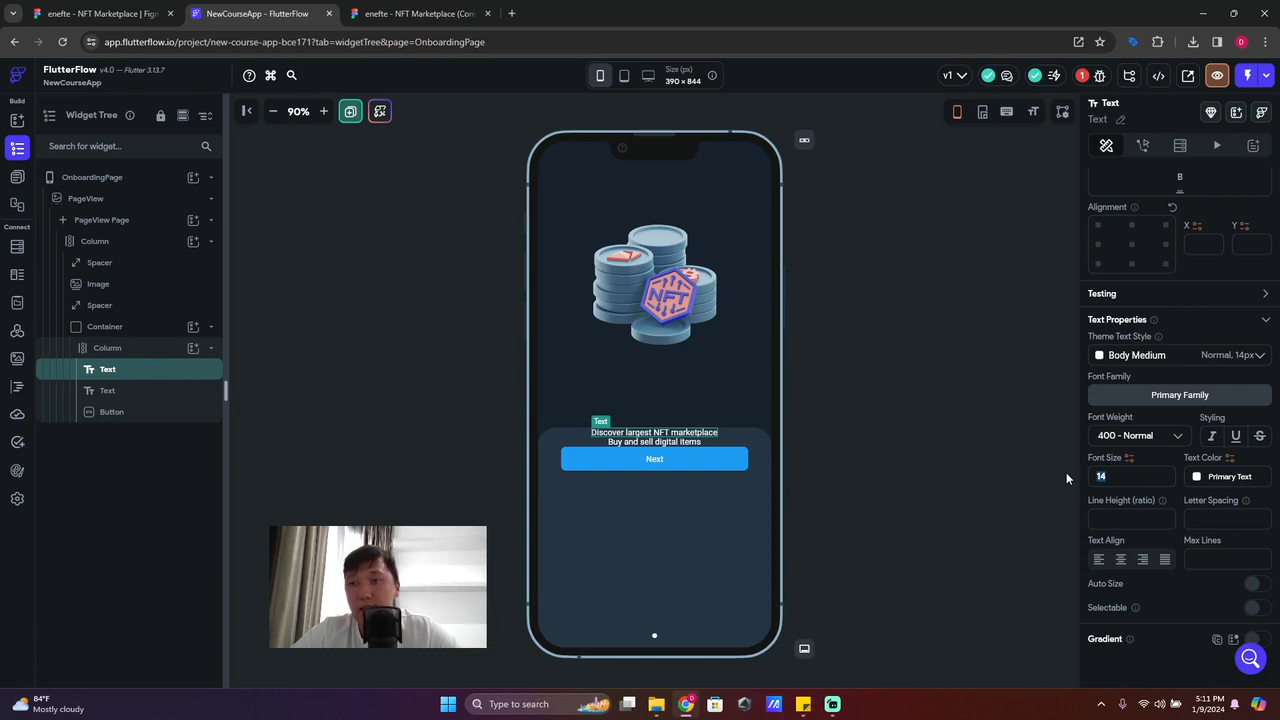 enefte - NFT Marketplace | Fig
NewCourseApp - FlutterFlow
enefte - NFT Marketplace (Com
app.flutterflow.io/project/new-course-app-bce171?tab=widgetTree&page=OnboardingPage
D
FlutterFlow v4.0 - Flutter 3.13.7
NewCourseApp
Size (px)
390 × 844
v1
1
Build
Connect
Widget Tree
Search for widget...
OnboardingPage
PageView
PageView Page
Column
Spacer
Image
Spacer
Container
Column
Text
Text
Button
90%
NFT
Text
Discover largest NFT marketplace
Buy and sell digital items
Next
Text
Text
B
Alignment
X
Y
Testing
Text Properties
Theme Text Style
Body Medium Normal, 14px
Font Family
Primary Family
Font Weight Styling
400 - Normal
Font Size Text Color
14 Primary Text
Line Height (ratio) Letter Spacing
Text Align Max Lines
Auto Size
Selectable
Gradient
84°F
Mostly cloudy
Type to search
5:11 PM
1/9/2024